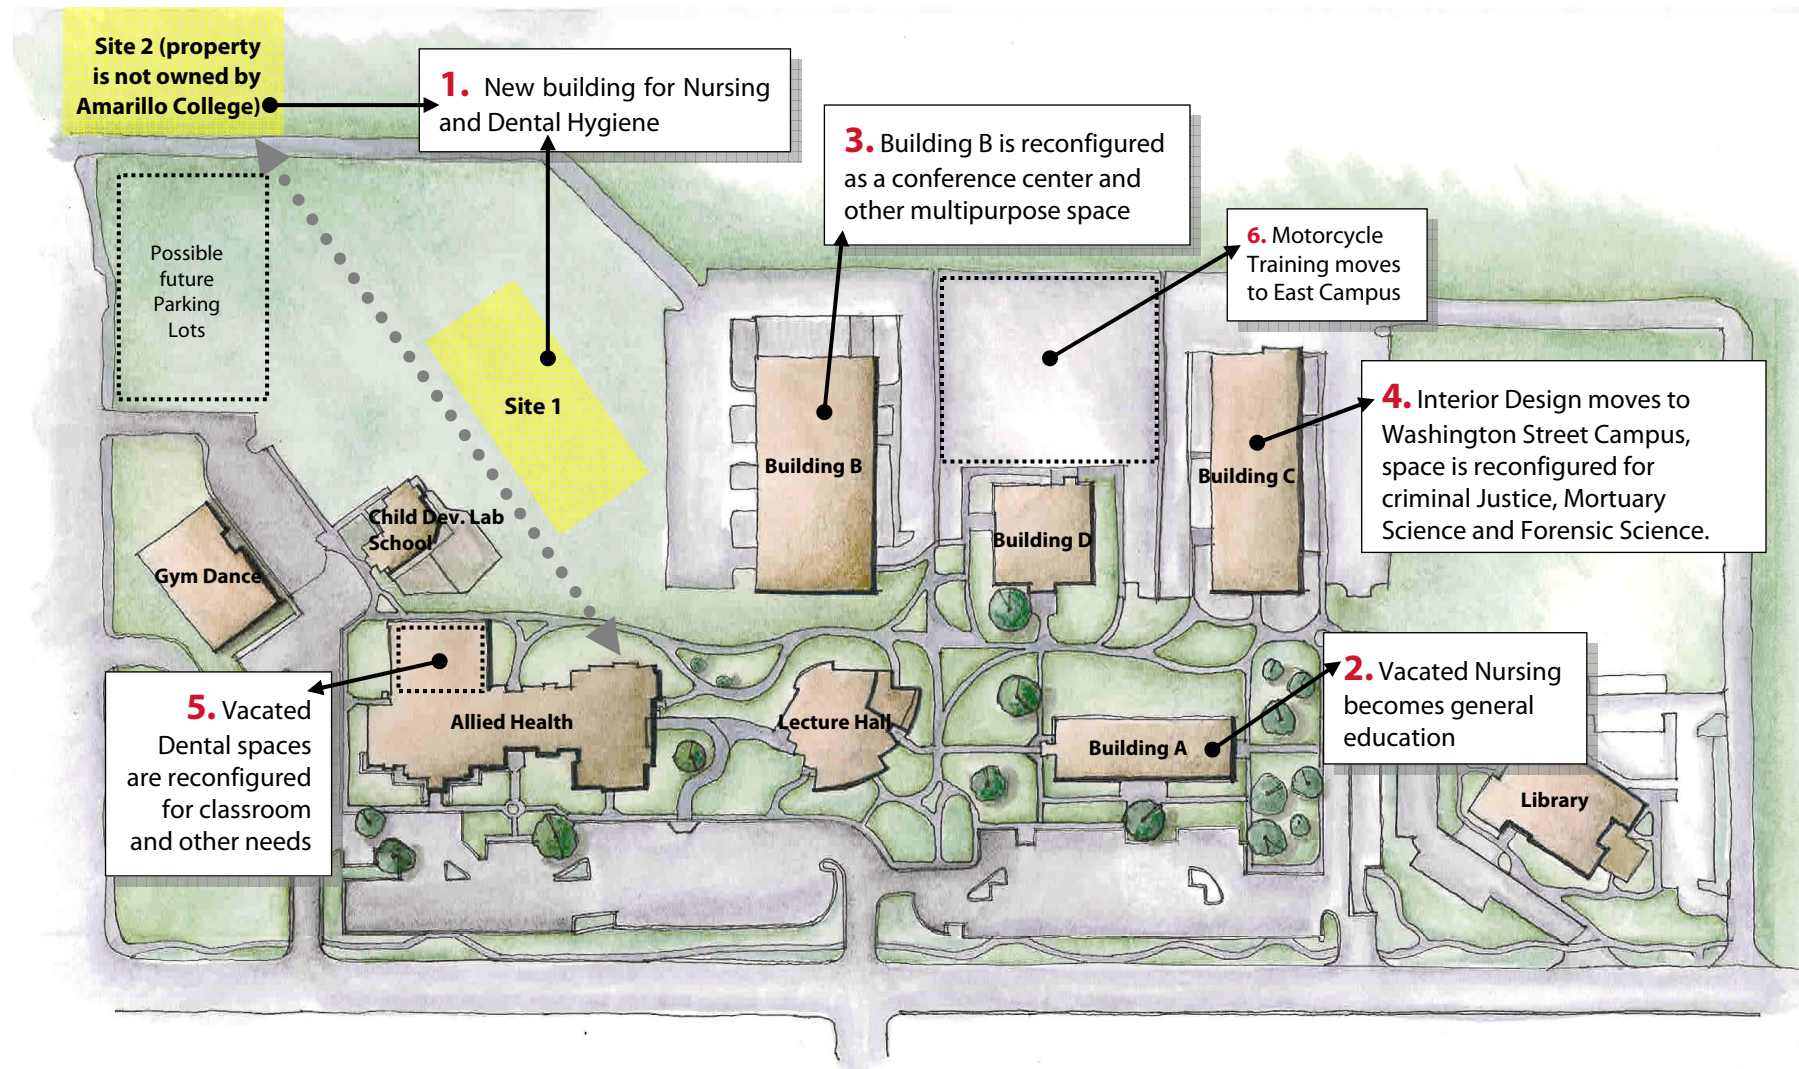 Site 2 (property
is not owned by
Amarillo College)
1. New building for Nursing
and Dental Hygiene
3. Building B is reconfigured
as a conference center and
other multipurpose space
6. Motorcycle
Training moves
to East Campus
Possible
future
Parking
Lots
Site 1
4. Interior Design moves to
Washington Street Campus,
space is reconfigured for
criminal Justice, Mortuary
Science and Forensic Science.
Building B
Building C
Child Dev. Lab
School
Building D
Gym Dance
2. Vacated Nursing
becomes general
education
5. Vacated
Dental spaces
are reconfigured
for classroom
and other needs
Allied Health
Lecture Hall
Building A
Library